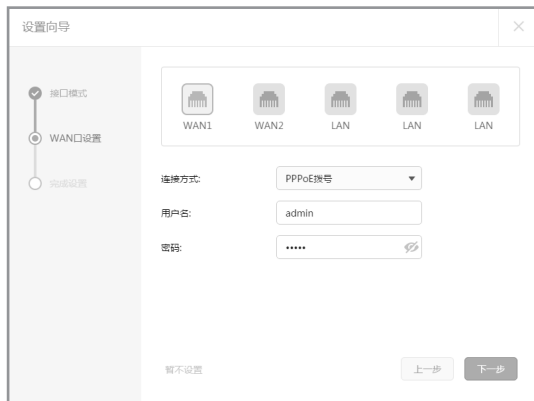 设置向导
接口模式
WAN口设置
完成设置
WAN1 WAN2 LAN LAN LAN
连接方式: PPPoE拨号
用户名: admin
密码: •••••
暂不设置 上一步 下一步